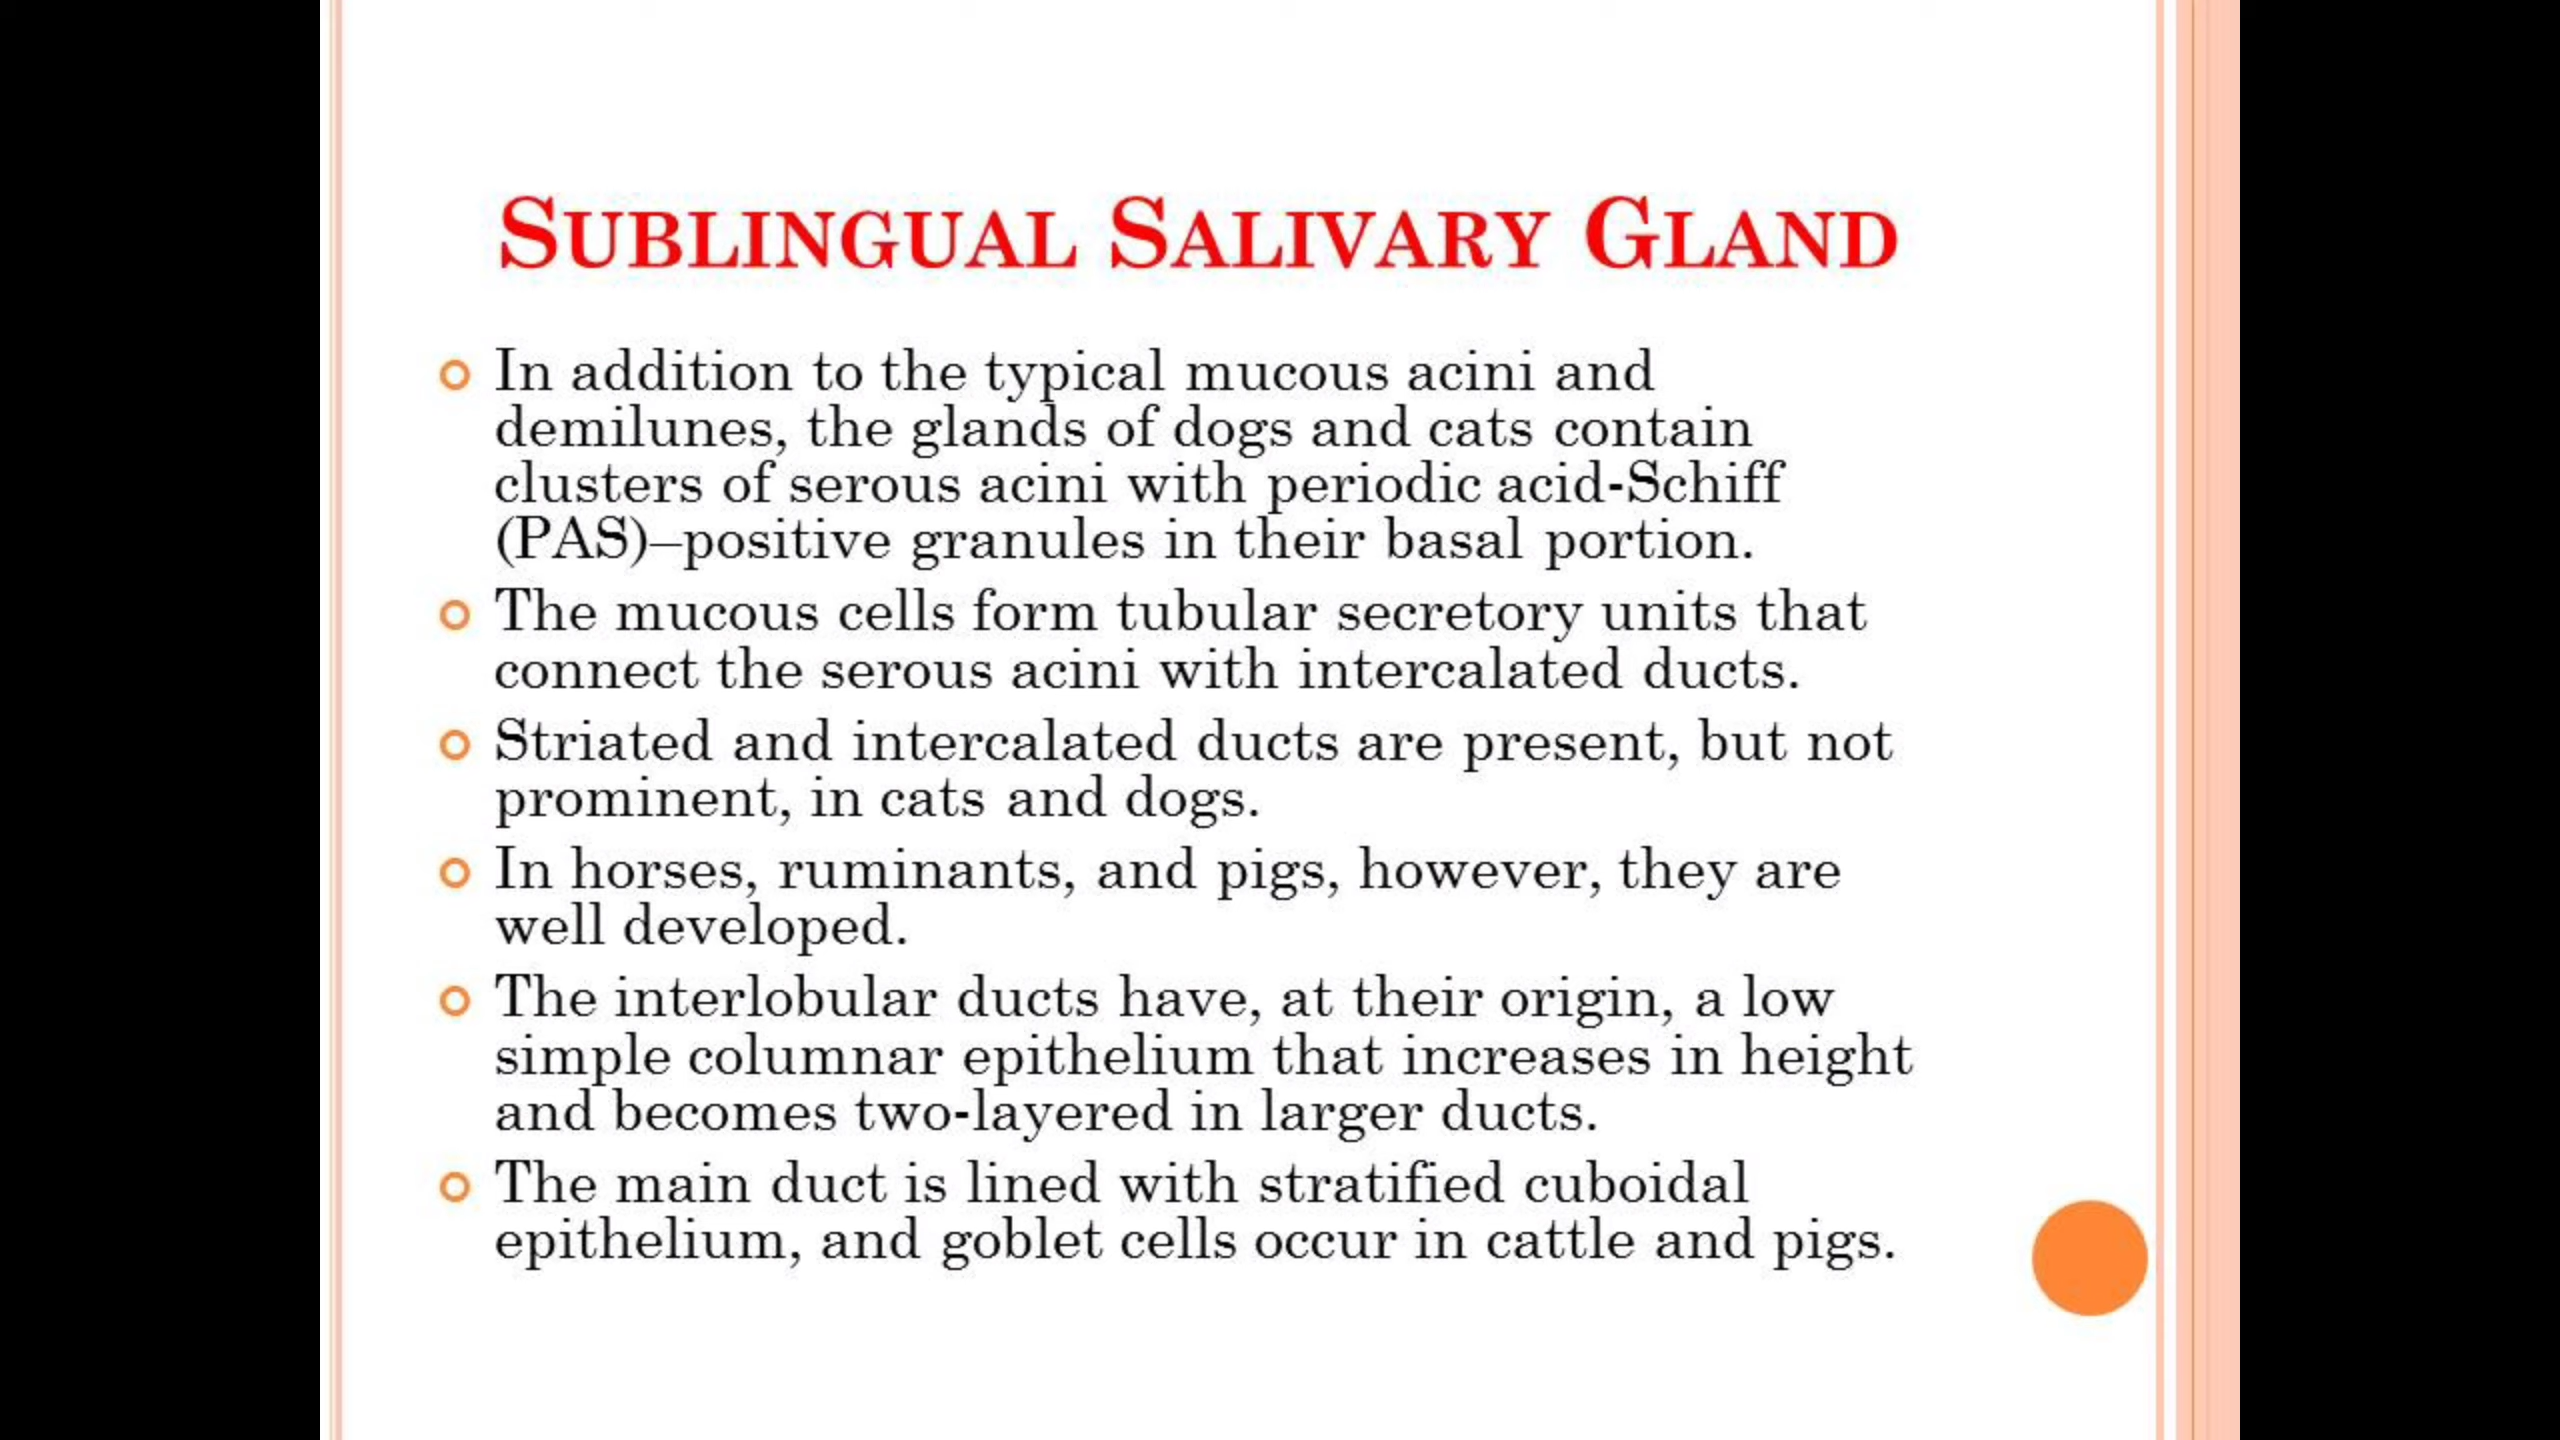 SUBLINGUAL SALIVARY GLAND
In addition to the typical mucous acini and
demilunes, the glands of dogs and cats contain
clusters of serous acini with periodic acid-Schiff
(PAS)–positive granules in their basal portion.
The mucous cells form tubular secretory units that
connect the serous acini with intercalated ducts.
Striated and intercalated ducts are present, but not
prominent, in cats and dogs.
In horses, ruminants, and pigs, however, they are
well developed.
The interlobular ducts have, at their origin, a low
simple columnar epithelium that increases in height
and becomes two-layered in larger ducts.
The main duct is lined with stratified cuboidal
epithelium, and goblet cells occur in cattle and pigs.